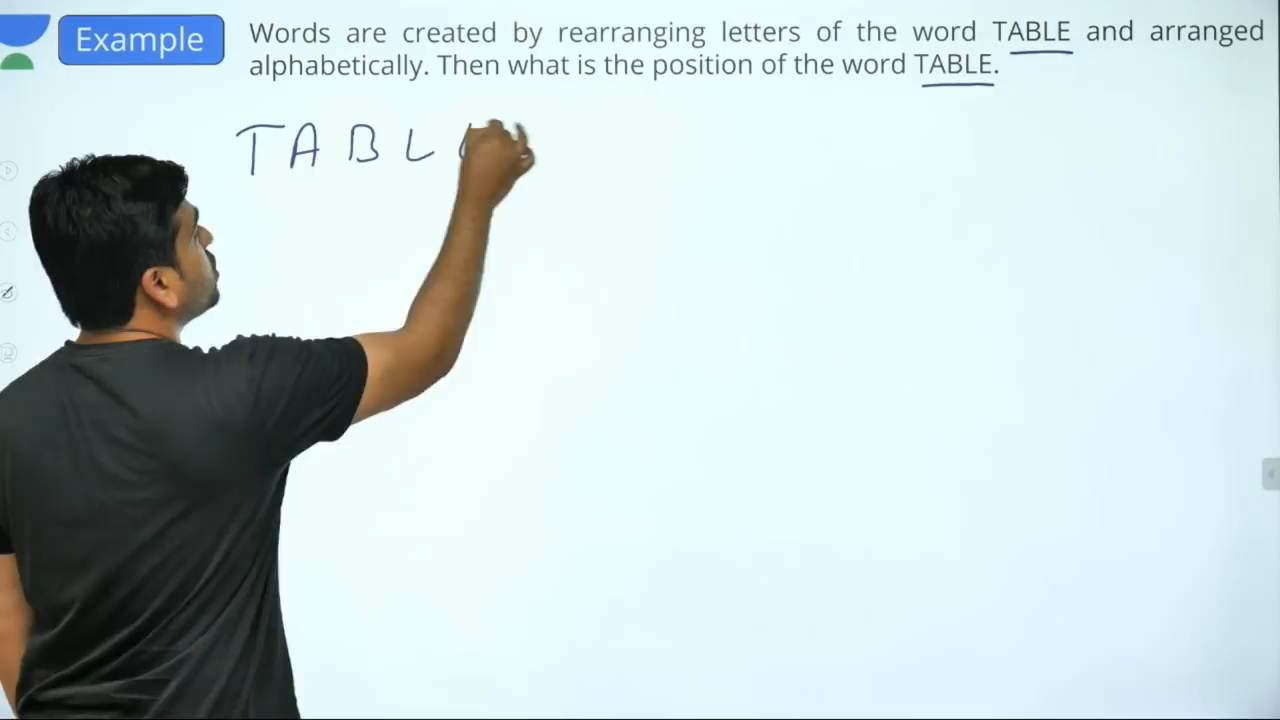 Example
Words are created by rearranging letters of the word TABLE and arranged
alphabetically. Then what is the position of the word TABLE.
T A B L